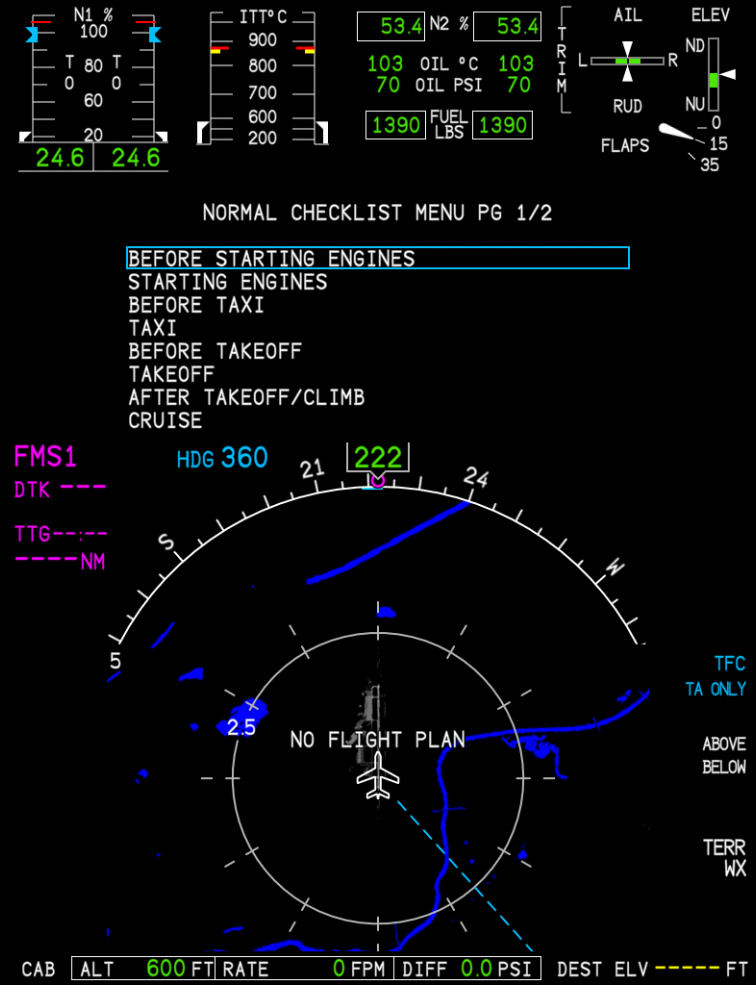 N1 %
100
T 80 T
0 0
60
20
24.6 24.6
ITT°C
900
800
700
600
200
53.4 N2 % 53.4
103 OIL °C 103
70 OIL PSI 70
1390 FUEL LBS 1390
TRIM
AIL
L R
RUD
ELEV
ND
NU
FLAPS
0
15
35
NORMAL CHECKLIST MENU PG 1/2
BEFORE STARTING ENGINES
STARTING ENGINES
BEFORE TAXI
TAXI
BEFORE TAKEOFF
TAKEOFF
AFTER TAKEOFF/CLIMB
CRUISE
FMS1
DTK ---
TTG--:--
----NM
HDG 360
222
5
S
21
24
W
2.5
NO FLIGHT PLAN
TFC
TA ONLY
ABOVE
BELOW
TERR
WX
CAB ALT 600 FT RATE 0 FPM DIFF 0.0 PSI DEST ELV ----- FT